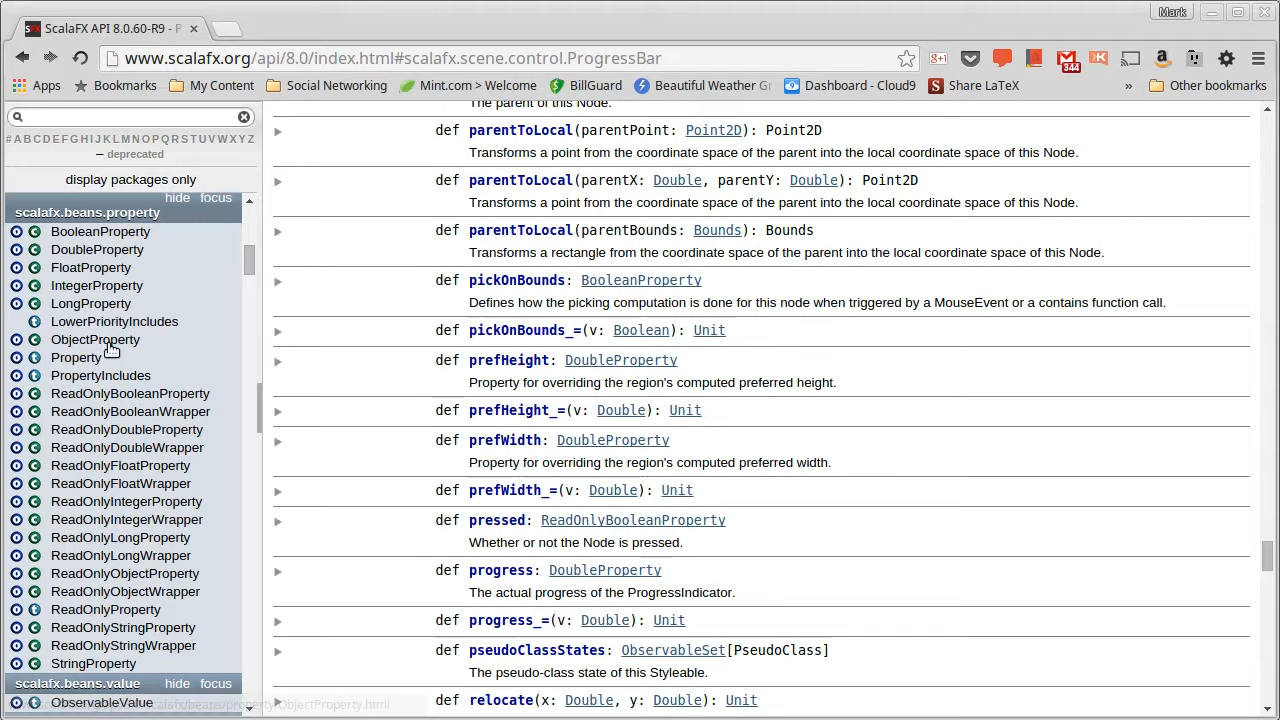 Mark
ScalaFX API 8.0.60-R9 - P
www.scalafx.org/api/8.0/index.html#scalafx.scene.control.ProgressBar
344
Apps Bookmarks My Content Social Networking Mint.com > Welcome BillGuard Beautiful Weather Gr Dashboard - Cloud9 Share LaTeX » Other bookmarks
#ABCDEFGHIJKLMNOPQRSTUVWXYZ
– deprecated
display packages only
hide focus
scalafx.beans.property
BooleanProperty
DoubleProperty
FloatProperty
IntegerProperty
LongProperty
LowerPriorityIncludes
ObjectProperty
Property
PropertyIncludes
ReadOnlyBooleanProperty
ReadOnlyBooleanWrapper
ReadOnlyDoubleProperty
ReadOnlyDoubleWrapper
ReadOnlyFloatProperty
ReadOnlyFloatWrapper
ReadOnlyIntegerProperty
ReadOnlyIntegerWrapper
ReadOnlyLongProperty
ReadOnlyLongWrapper
ReadOnlyObjectProperty
ReadOnlyObjectWrapper
ReadOnlyProperty
ReadOnlyStringProperty
ReadOnlyStringWrapper
StringProperty
scalafx.beans.value hide focus
ObservableValue
The parent of this Node.
def parentToLocal(parentPoint: Point2D): Point2D
Transforms a point from the coordinate space of the parent into the local coordinate space of this Node.
def parentToLocal(parentX: Double, parentY: Double): Point2D
Transforms a point from the coordinate space of the parent into the local coordinate space of this Node.
def parentToLocal(parentBounds: Bounds): Bounds
Transforms a rectangle from the coordinate space of the parent into the local coordinate space of this Node.
def pickOnBounds: BooleanProperty
Defines how the picking computation is done for this node when triggered by a MouseEvent or a contains function call.
def pickOnBounds_=(v: Boolean): Unit
def prefHeight: DoubleProperty
Property for overriding the region's computed preferred height.
def prefHeight_=(v: Double): Unit
def prefWidth: DoubleProperty
Property for overriding the region's computed preferred width.
def prefWidth_=(v: Double): Unit
def pressed: ReadOnlyBooleanProperty
Whether or not the Node is pressed.
def progress: DoubleProperty
The actual progress of the ProgressIndicator.
def progress_=(v: Double): Unit
def pseudoClassStates: ObservableSet[PseudoClass]
The pseudo-class state of this Styleable.
def relocate(x: Double, y: Double): Unit